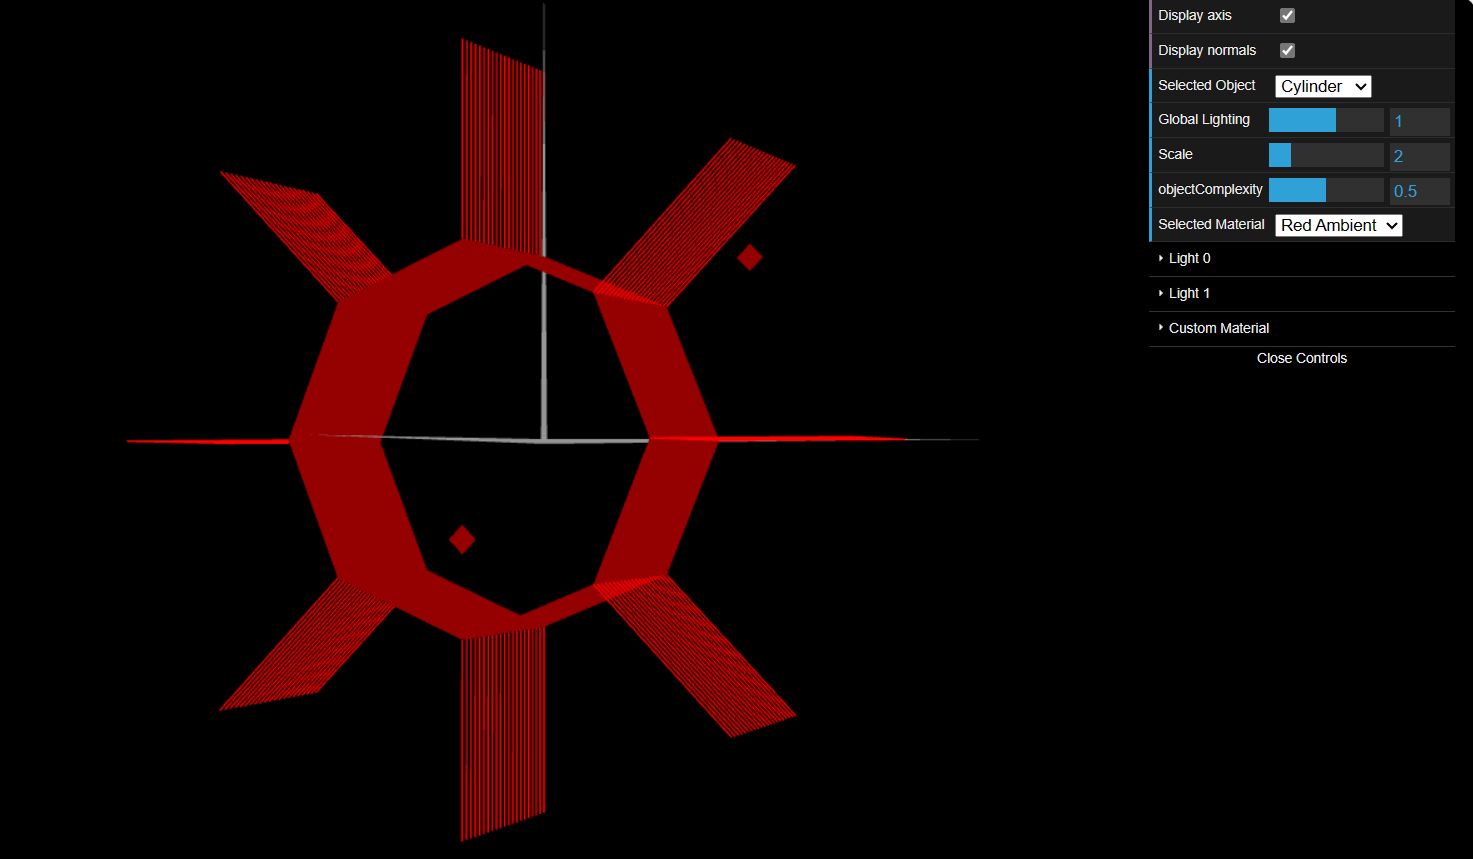 Display axis
Display normals
Selected Object Cylinder
Global Lighting 1
Scale 2
objectComplexity 0.5
Selected Material Red Ambient
Light 0
Light 1
Custom Material
Close Controls